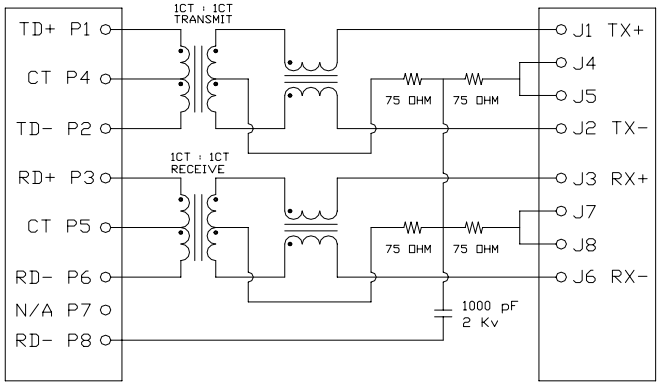 1CT : 1CT
TRANSMIT
TD+ P1
J1 TX+
J4
CT P4
75 OHM
75 OHM
J5
TD- P2
J2 TX-
1CT : 1CT
RECEIVE
RD+ P3
J3 RX+
J7
CT P5
75 OHM
75 OHM
J8
RD- P6
J6 RX-
N/A P7
1000 pF
2 Kv
RD- P8